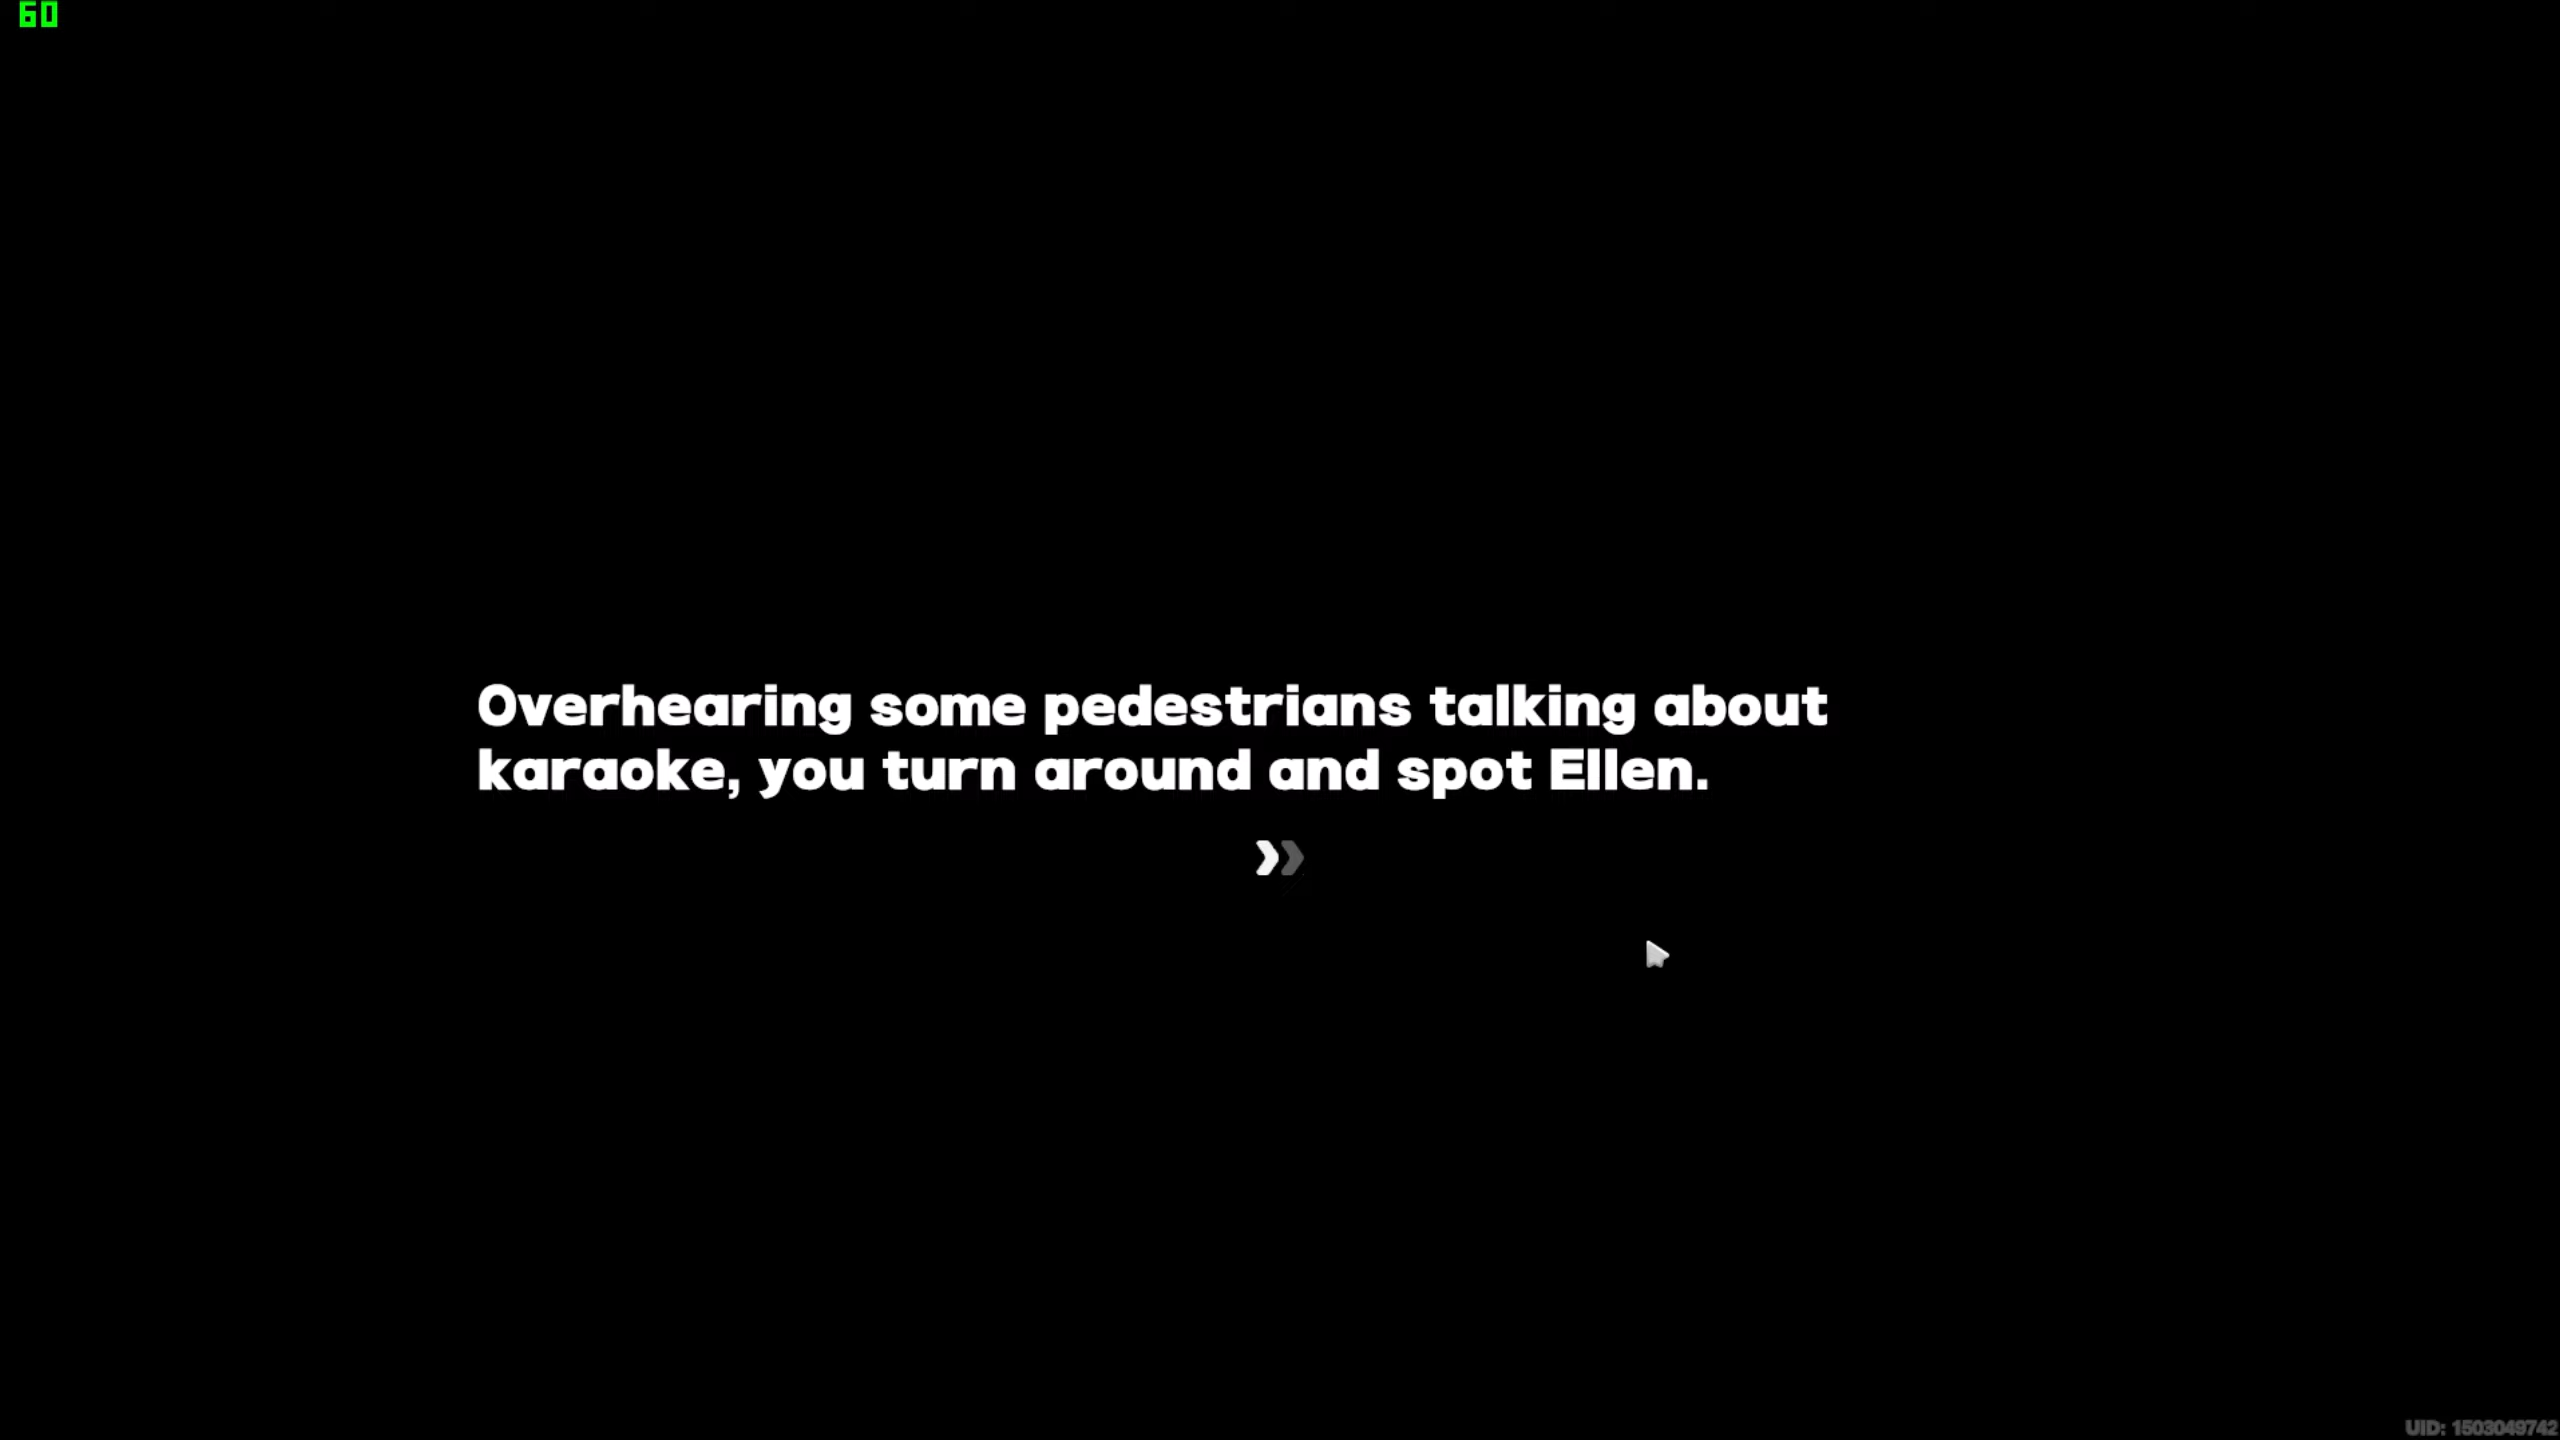 60
Overhearing some pedestrians talking about
karaoke, you turn around and spot Ellen.
UID: 1503049742